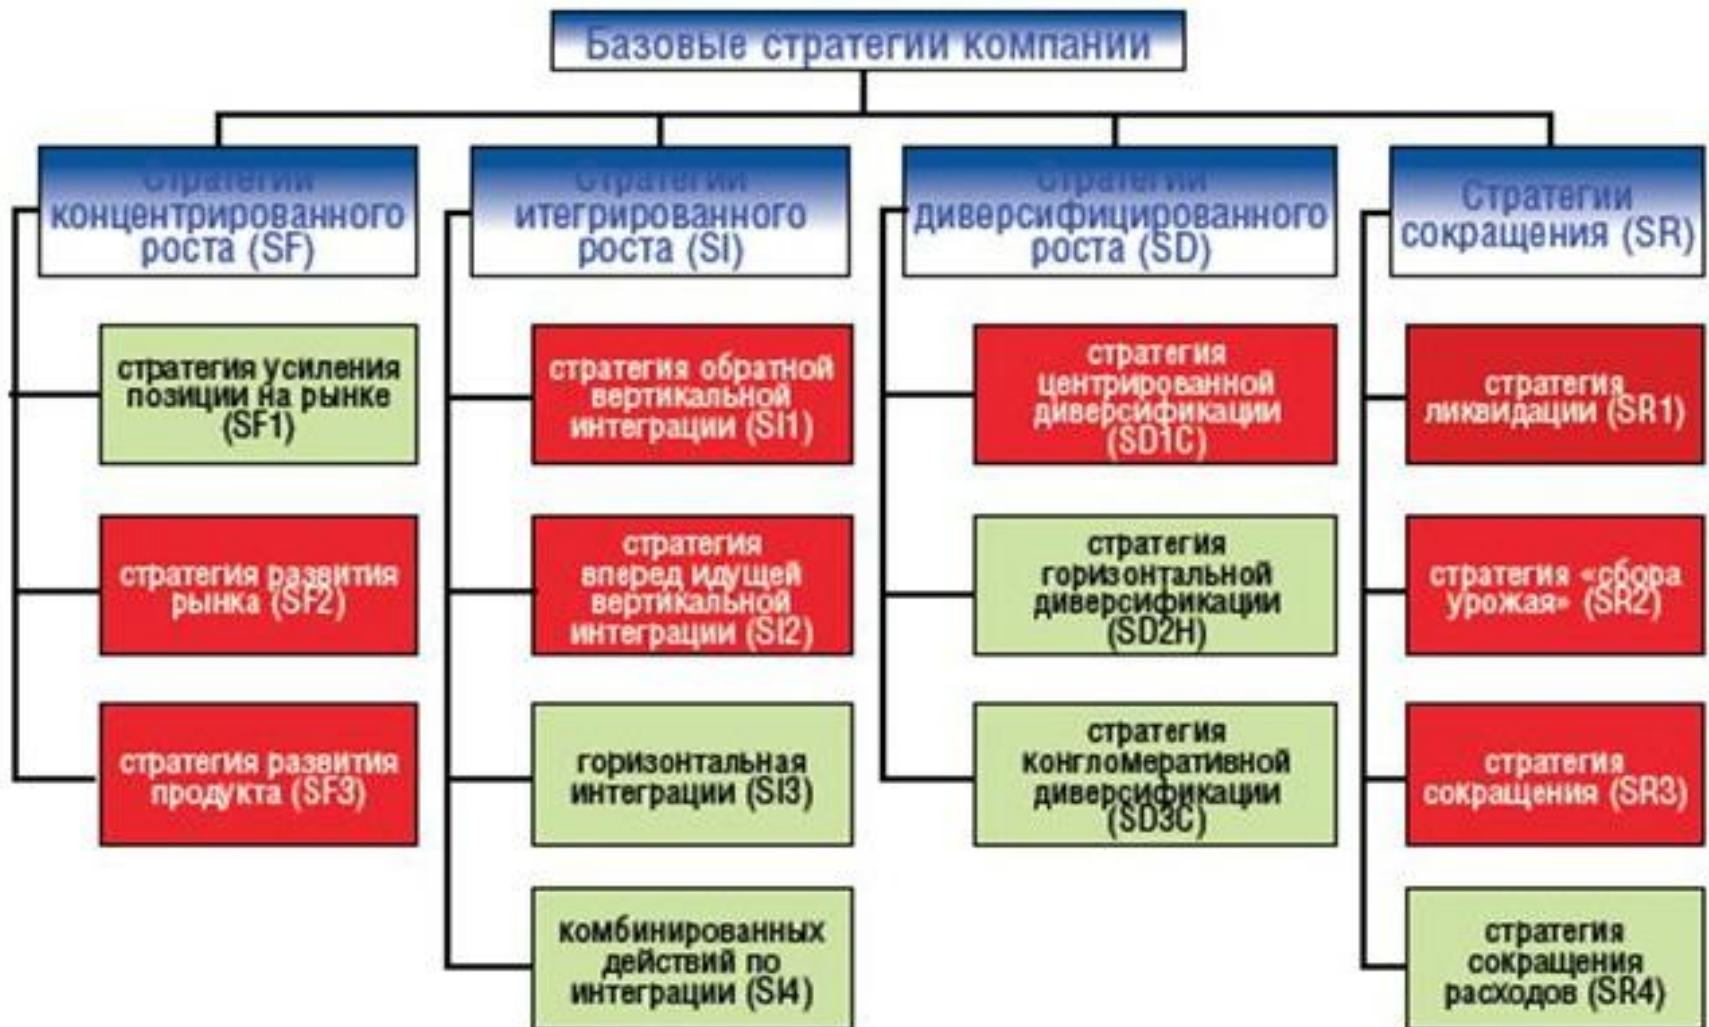 Базовые стратегии компании
Стратегии
концентрированного
роста (SF)
Стратегии
итегрированного
роста (SI)
Стратегии
диверсифицированного
роста (SD)
Стратегии
сокращения (SR)
стратегия усиления
позиции на рынке
(SF1)
стратегия развития
рынка (SF2)
стратегия развития
продукта (SF3)
стратегия обратной
вертикальной
интеграции (SI1)
стратегия
вперед идущей
вертикальной
интеграции (SI2)
горизонтальная
интеграции (SI3)
комбинированных
действий по
интеграции (SI4)
стратегия
центрированной
диверсификации
(SD1C)
стратегия
горизонтальной
диверсификации
(SD2H)
стратегия
конгломеративной
диверсификации
(SD3C)
стратегия
ликвидации (SR1)
стратегия «сбора
урожая» (SR2)
стратегия
сокращения (SR3)
стратегия
сокращения
расходов (SR4)